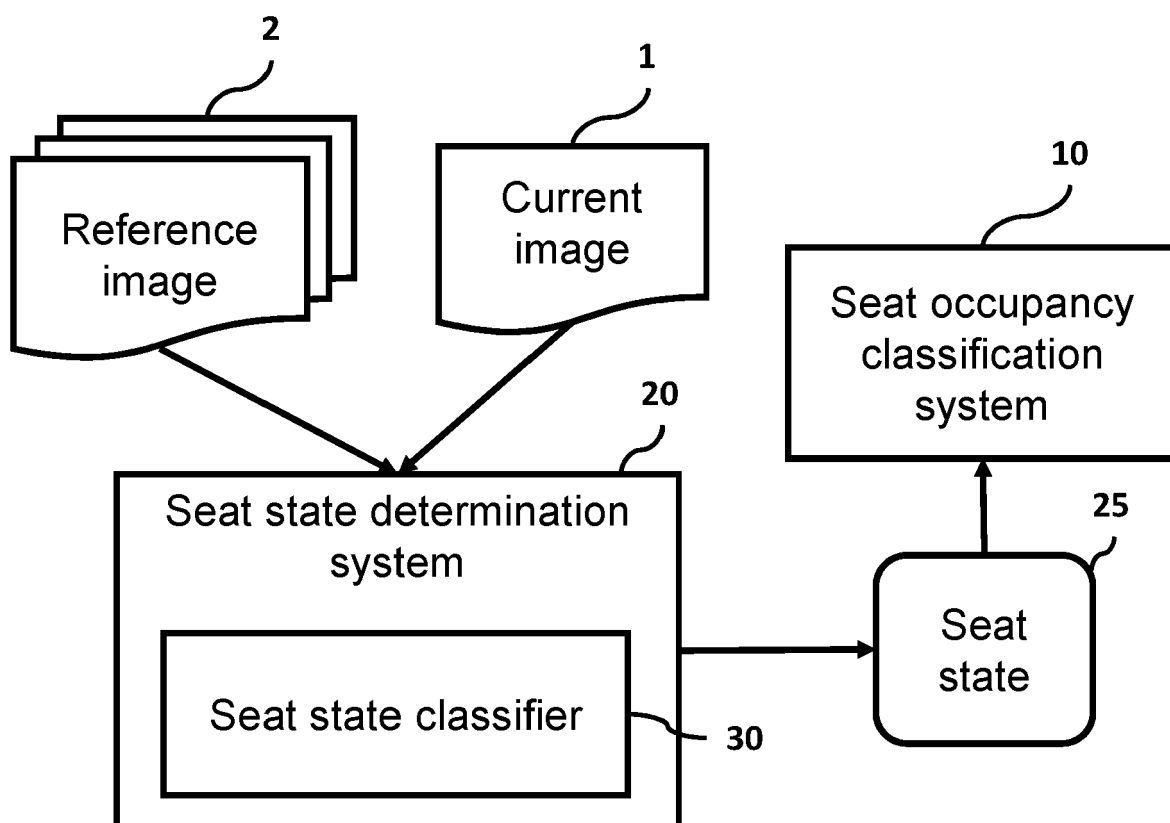 2
1
Reference
image
Current
image
10
Seat occupancy
classification
system
20
Seat state determination
system
Seat state classifier
30
25
Seat
state